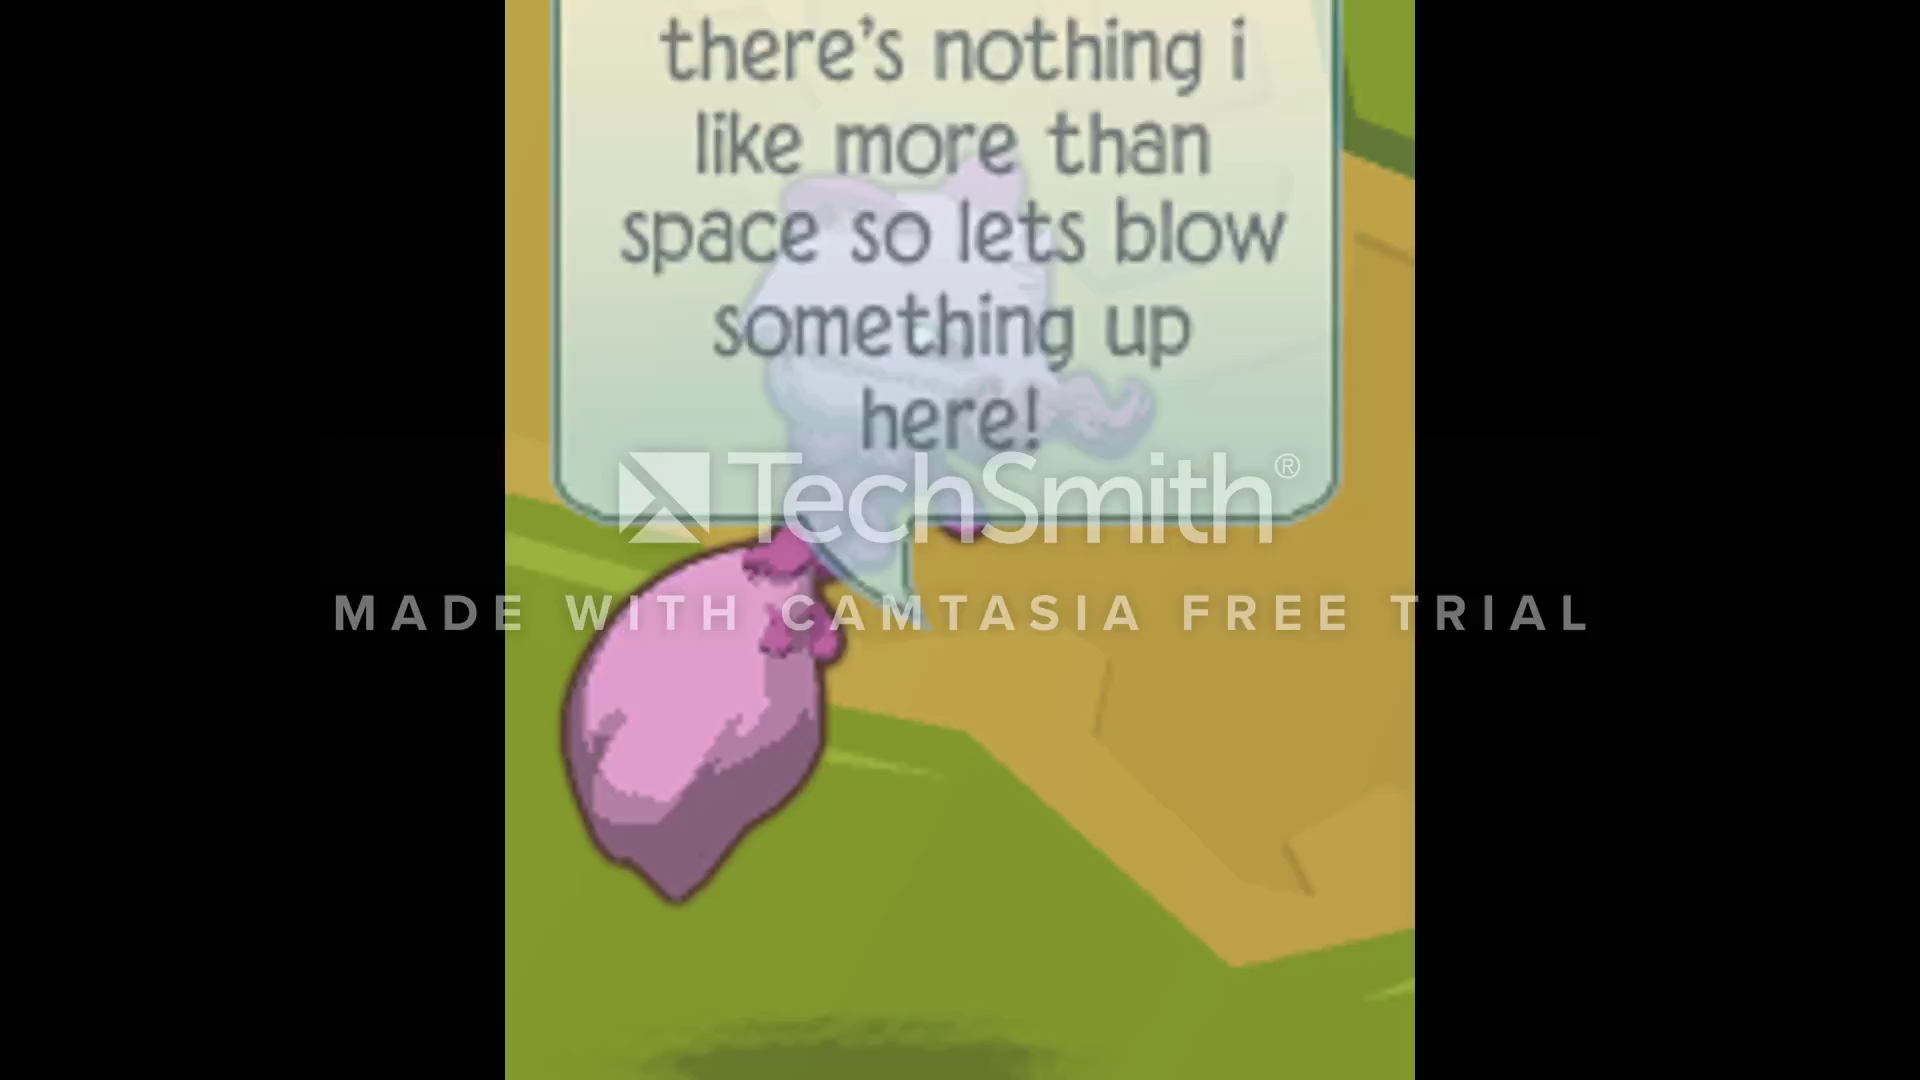 there's nothing i
like more than
space so lets blow
something up
here!
TechSmith®
MADE WITH CAMTASIA FREE TRIAL